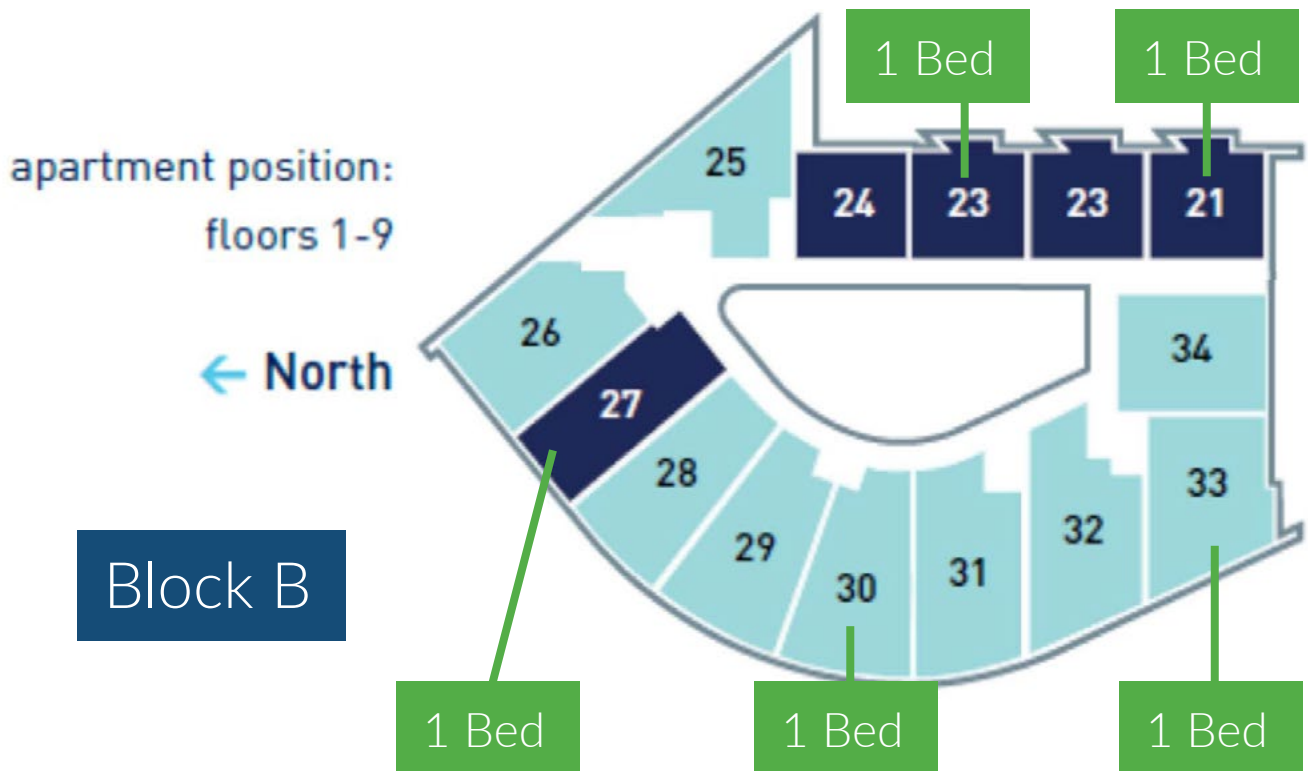 1 Bed
1 Bed
apartment position:
floors 1-9
25
24
23
23
21
26
34
← North
27
28
33
29
32
31
30
Block B
1 Bed
1 Bed
1 Bed